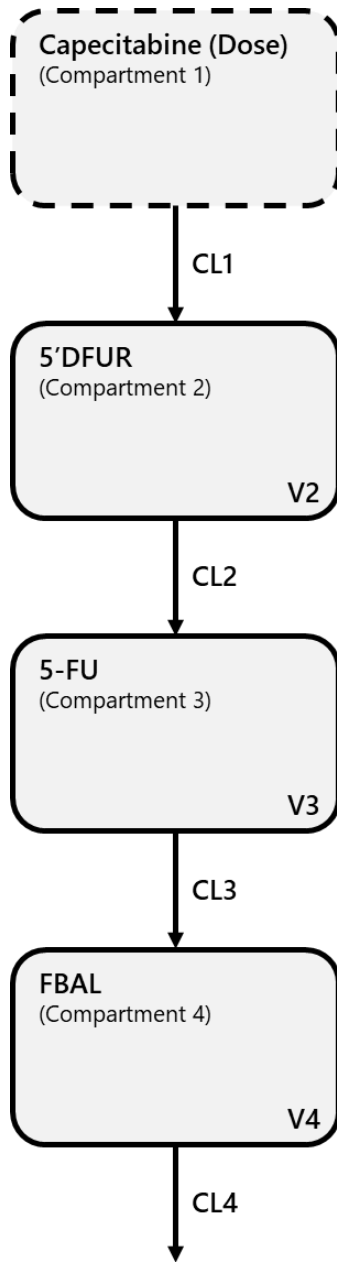 Capecitabine (Dose)
(Compartment 1)
CL1
5’DFUR
(Compartment 2)
V2
CL2
5-FU
(Compartment 3)
V3
CL3
FBAL
(Compartment 4)
V4
CL4